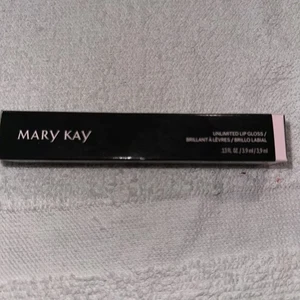 MARY KAY
UNLIMITED LIP GLOSS /
BRILLANT À LÈVRES / BRILLO LABIAL